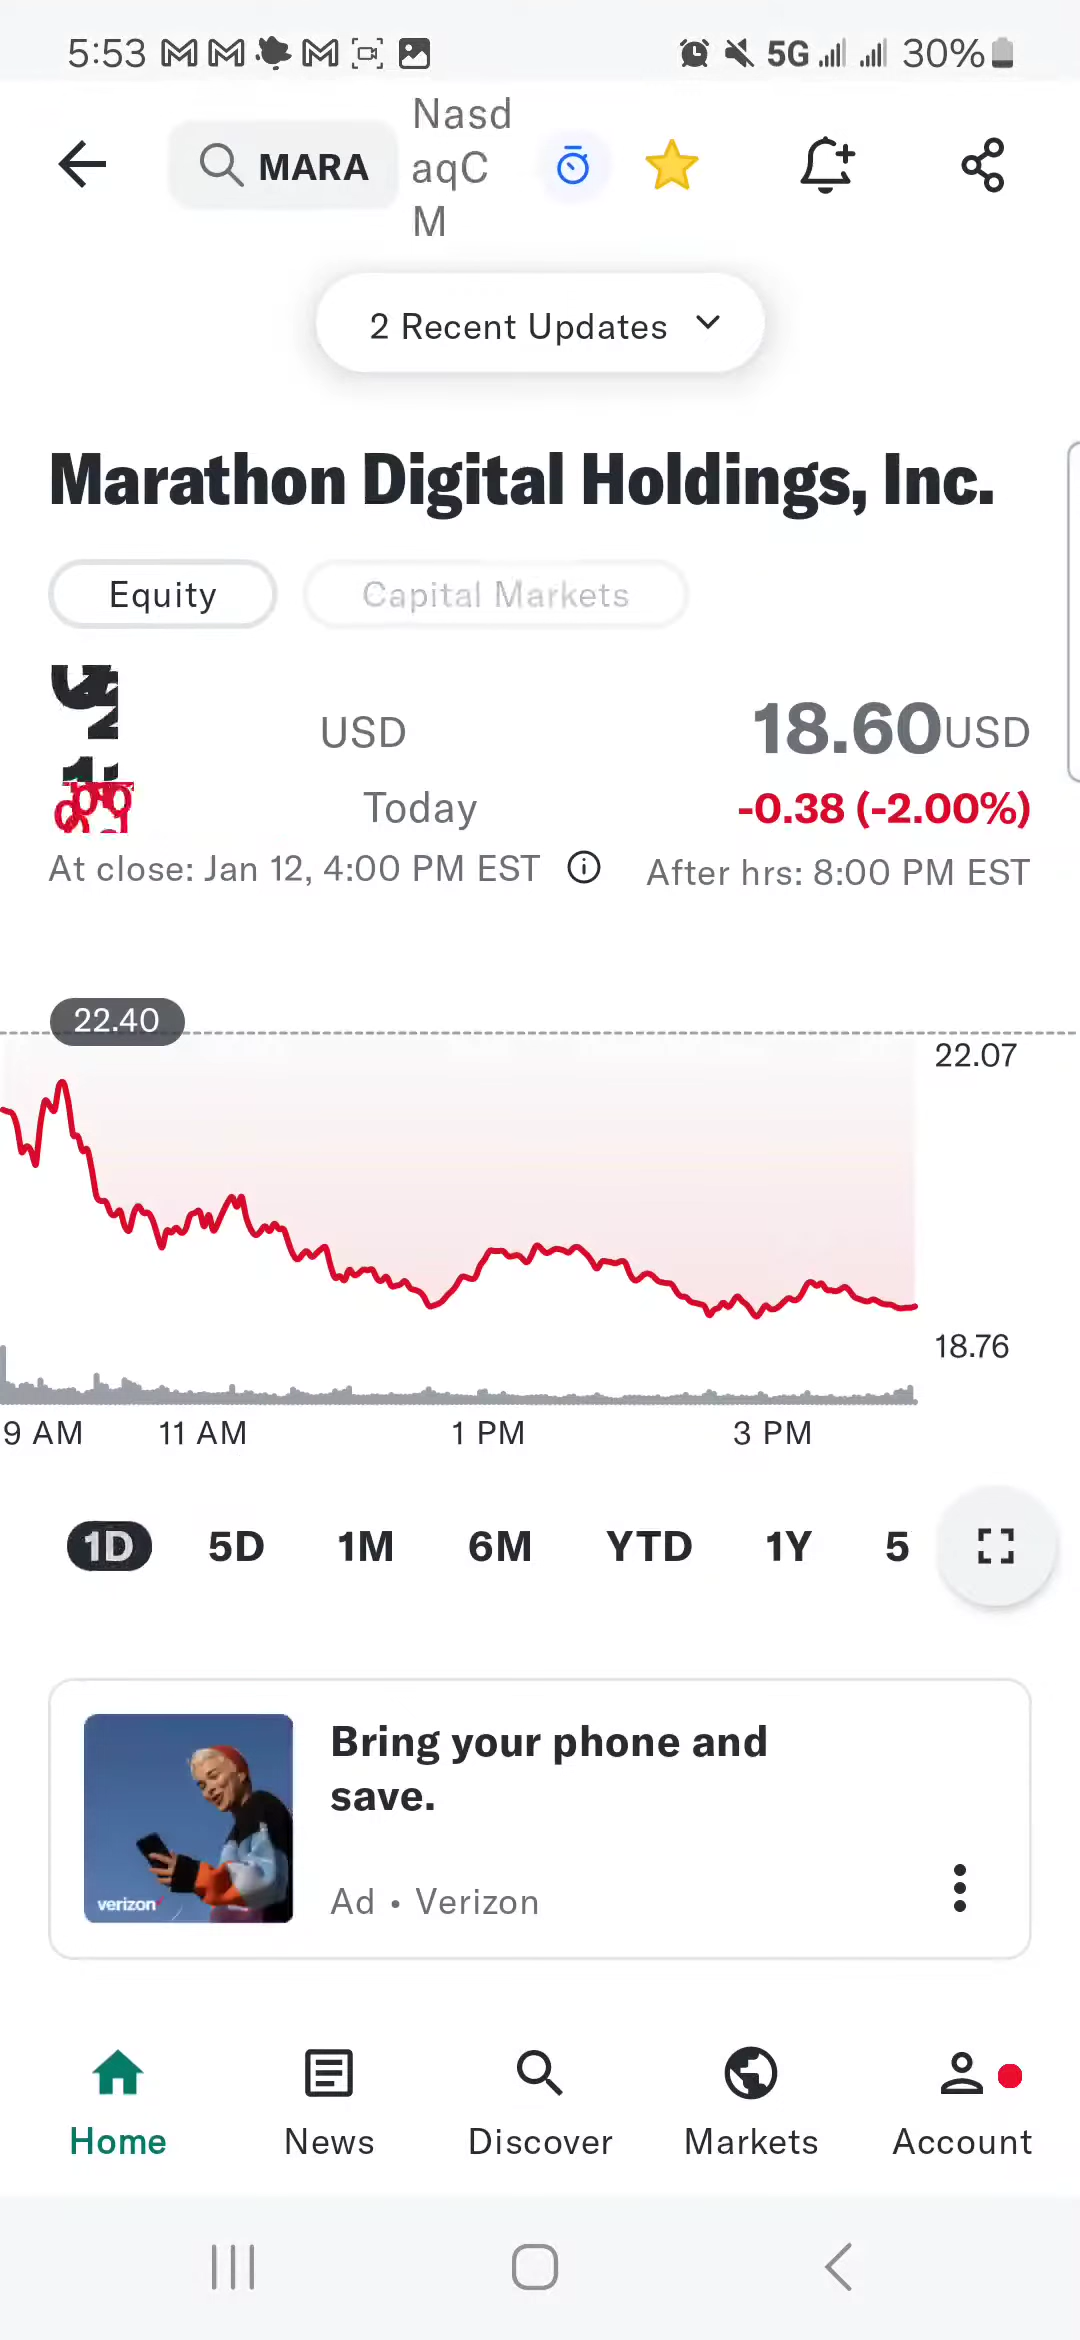 5:53 5G 30%
MARA
Nasd
aqC
M
2 Recent Updates
Marathon Digital Holdings, Inc.
Equity Capital Markets
USD 18.60 USD
Today -0.38 (-2.00%)
At close: Jan 12, 4:00 PM EST After hrs: 8:00 PM EST
22.40
22.07
18.76
9 AM 11 AM 1 PM 3 PM
1D 5D 1M 6M YTD 1Y 5
Bring your phone and
save.
verizon
Ad • Verizon
Home News Discover Markets Account